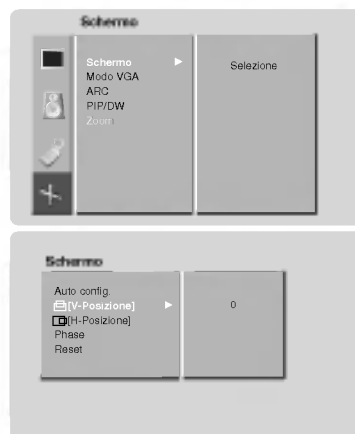 Schermo
Schermo
Selezione
Modo VGA
ARC
PIP/DW
Zoom
Schermo
Auto config.
[V-Posizione]
0
[H-Posizione]
Phase
Reset